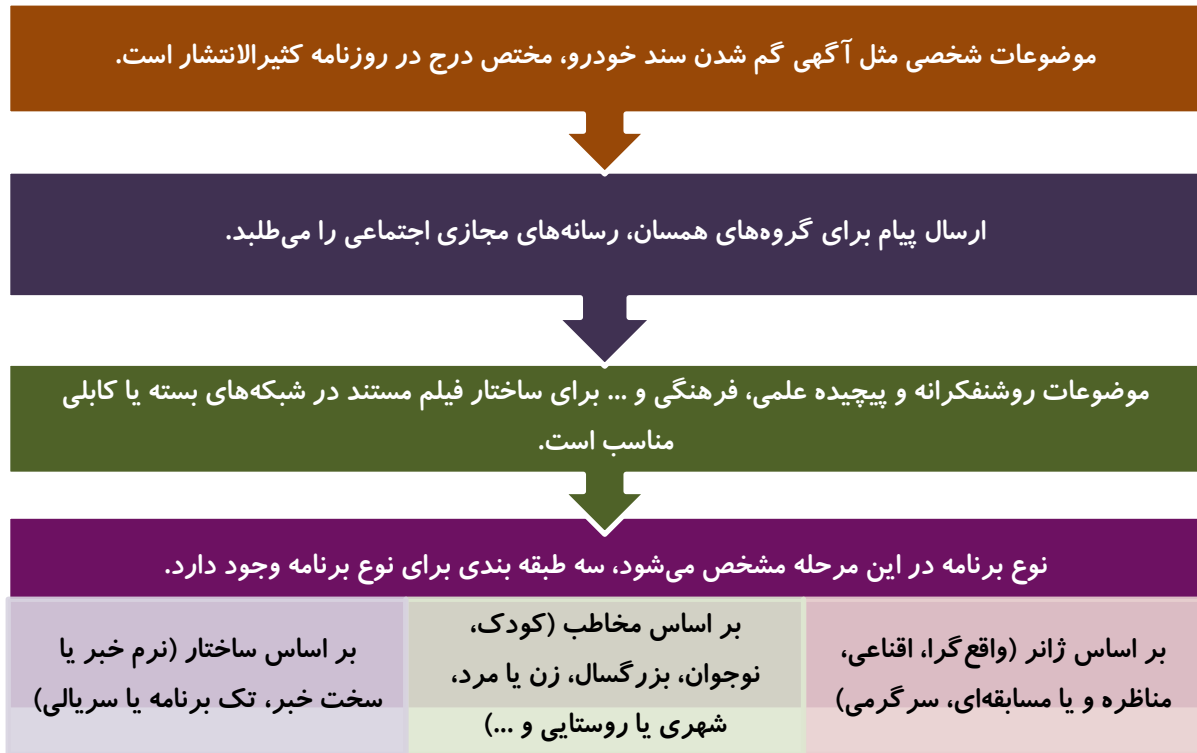 موضوعات شخصی مثل آگهی گم شدن سند خودرو، مختص درج در روزنامه کثیرالانتشار است.
ارسال پیام برای گروه‌های همسان، رسانه‌های مجازی اجتماعی را می‌طلبد.
موضوعات روشنفکرانه و پیچیده علمی، فرهنگی و ... برای ساختار فیلم مستند در شبکه‌های بسته یا کابلی
مناسب است.
نوع برنامه در این مرحله مشخص می‌شود، سه طبقه بندی برای نوع برنامه وجود دارد.
بر اساس ژانر (واقع‌گرا، اقناعی،
مناظره و یا مسابقه‌ای، سرگرمی)
بر اساس مخاطب (کودک،
نوجوان، بزرگسال، زن یا مرد،
شهری یا روستایی و ...)
بر اساس ساختار (نرم خبر یا
سخت خبر، تک برنامه یا سریالی)